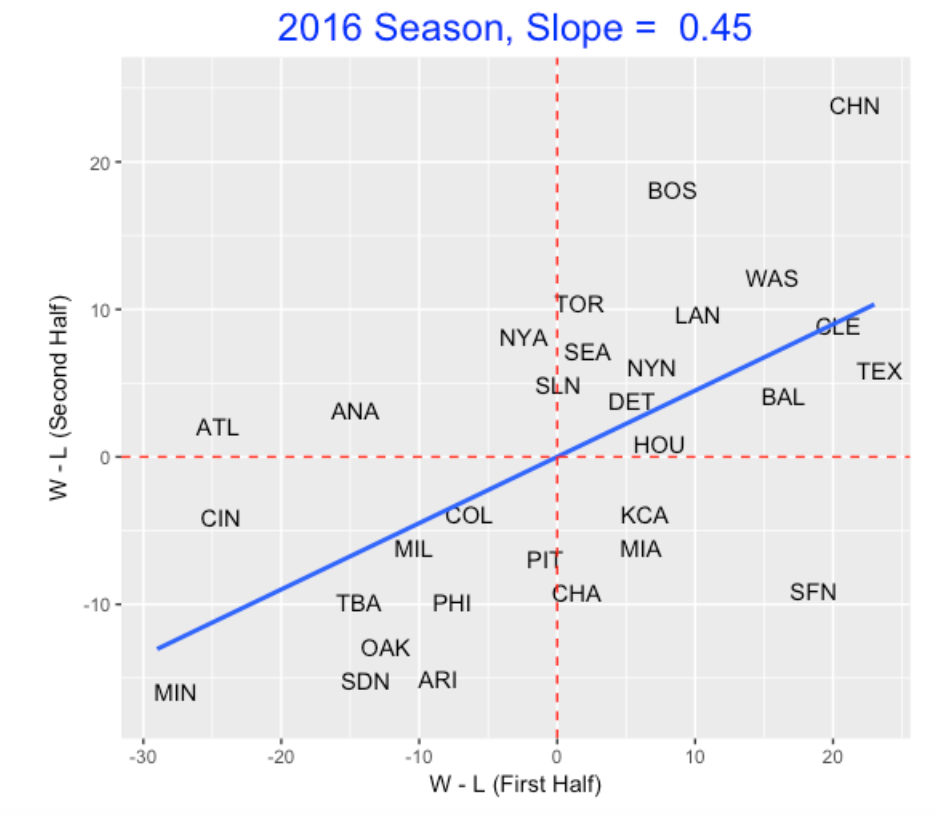 2016 Season, Slope = 0.45
CHN
20
BOS
WAS
TOR
10
LAN
CLE
NYA
SEA
NYN
TEX
SLN
BAL
DET
ANA
ATL
HOU
W - L (Second Half)
0
COL
KCA
CIN
MIL
MIA
PIT
SFN
CHA
TBA
PHI
-10
OAK
ARI
SDN
MIN
-30 -20 -10 0 10 20
W - L (First Half)